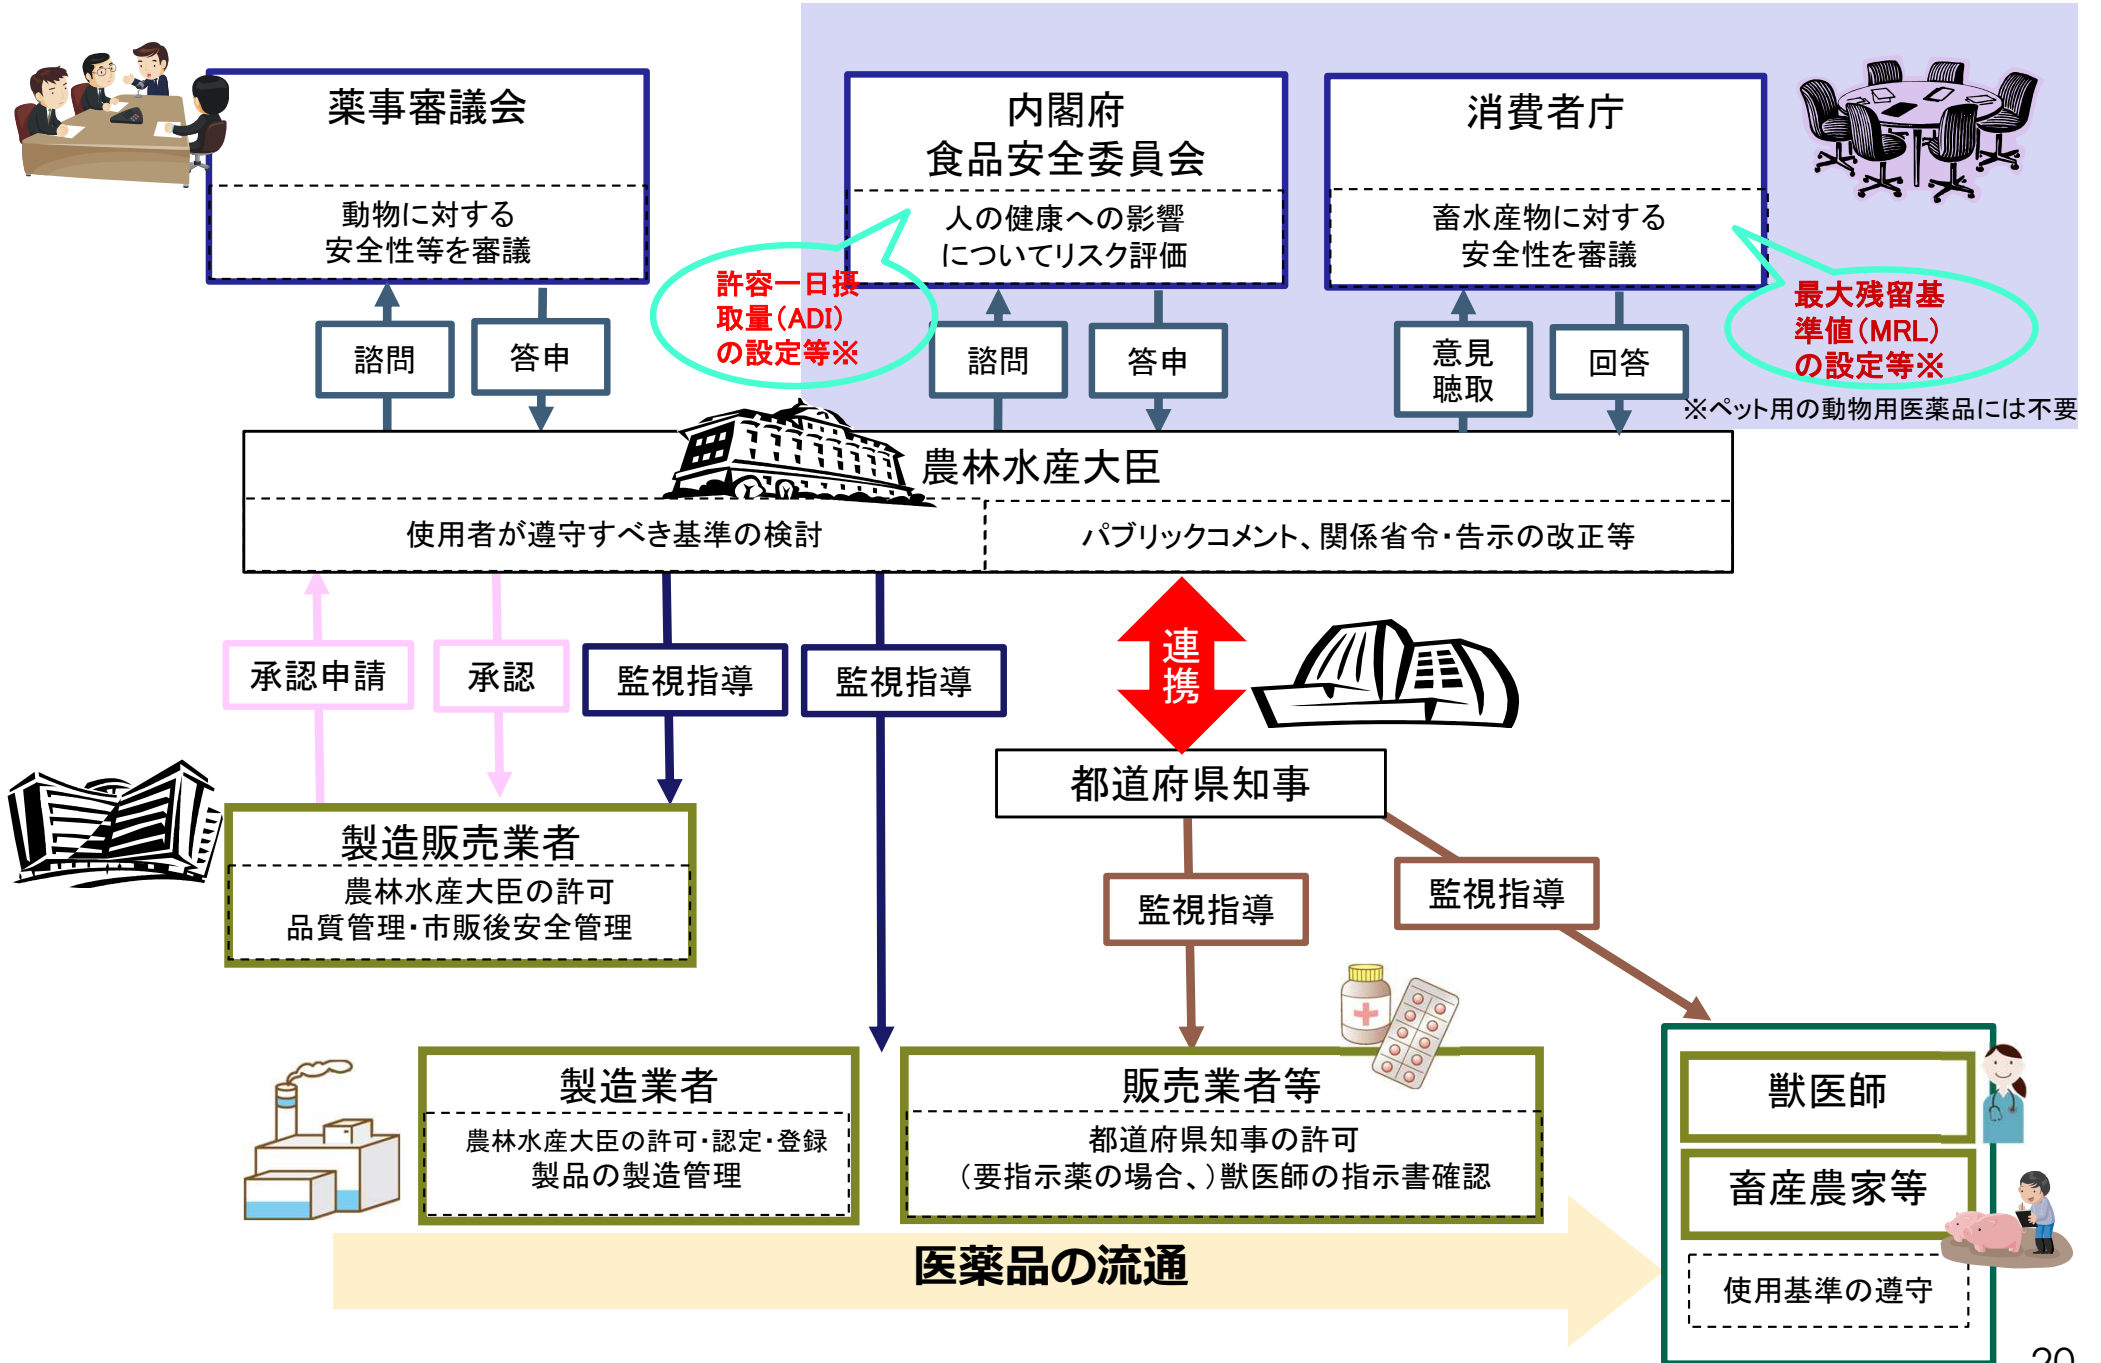 薬事審議会
動物に対する
安全性等を審議
内閣府
食品安全委員会
人の健康への影響
についてリスク評価
消費者庁
畜水産物に対する
安全性を審議
許容一日摂
取量(ADI)
の設定等※
最大残留基
準値(MRL)
の設定等※
諮問
答申
諮問
答申
意見
聴取
回答
※ペット用の動物用医薬品には不要
農林水産大臣
使用者が遵守すべき基準の検討
パブリックコメント、関係省令・告示の改正等
承認申請
承認
監視指導
監視指導
連携
都道府県知事
製造販売業者
農林水産大臣の許可
品質管理・市販後安全管理
監視指導
監視指導
製造業者
農林水産大臣の許可・認定・登録
製品の製造管理
販売業者等
都道府県知事の許可
(要指示薬の場合、)獣医師の指示書確認
獣医師
畜産農家等
使用基準の遵守
医薬品の流通
20